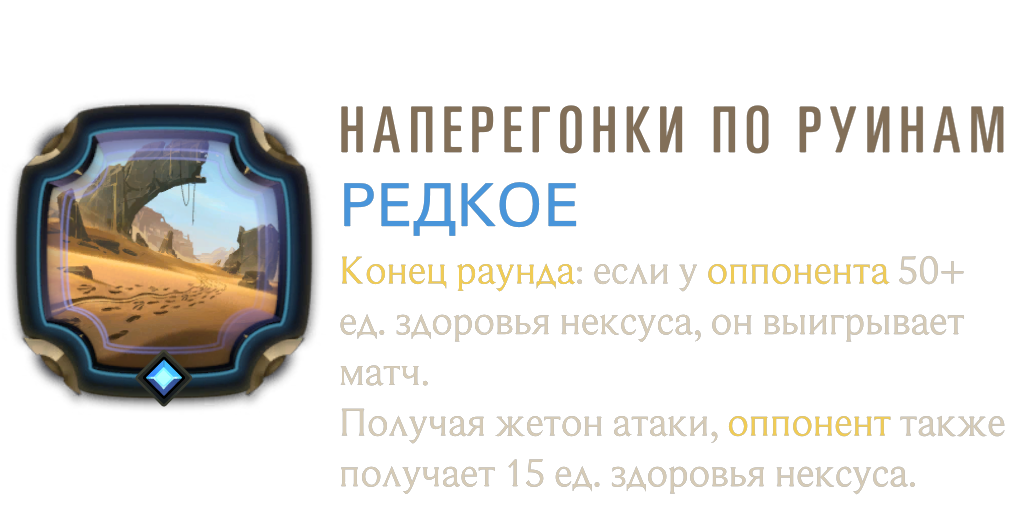 НАПЕРЕГОНКИ ПО РУИНАМ
РЕДКОЕ
Конец раунда: если у оппонента 50+
ед. здоровья нексуса, он выигрывает
матч.
Получая жетон атаки, оппонент также
получает 15 ед. здоровья нексуса.